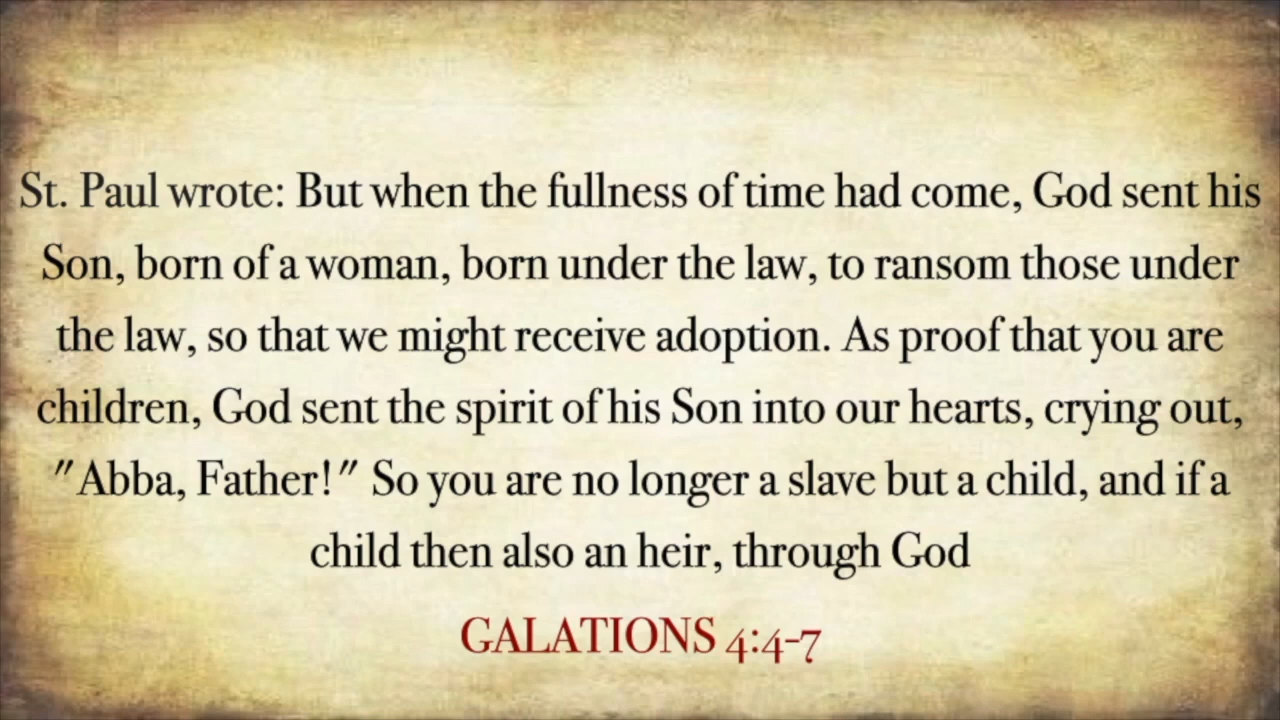 St. Paul wrote: But when the fullness of time had come, God sent his
Son, born of a woman, born under the law, to ransom those under
the law, so that we might receive adoption. As proof that you are
children, God sent the spirit of his Son into our hearts, crying out,
"Abba, Father!" So you are no longer a slave but a child, and if a
child then also an heir, through God
GALATIONS 4:4-7